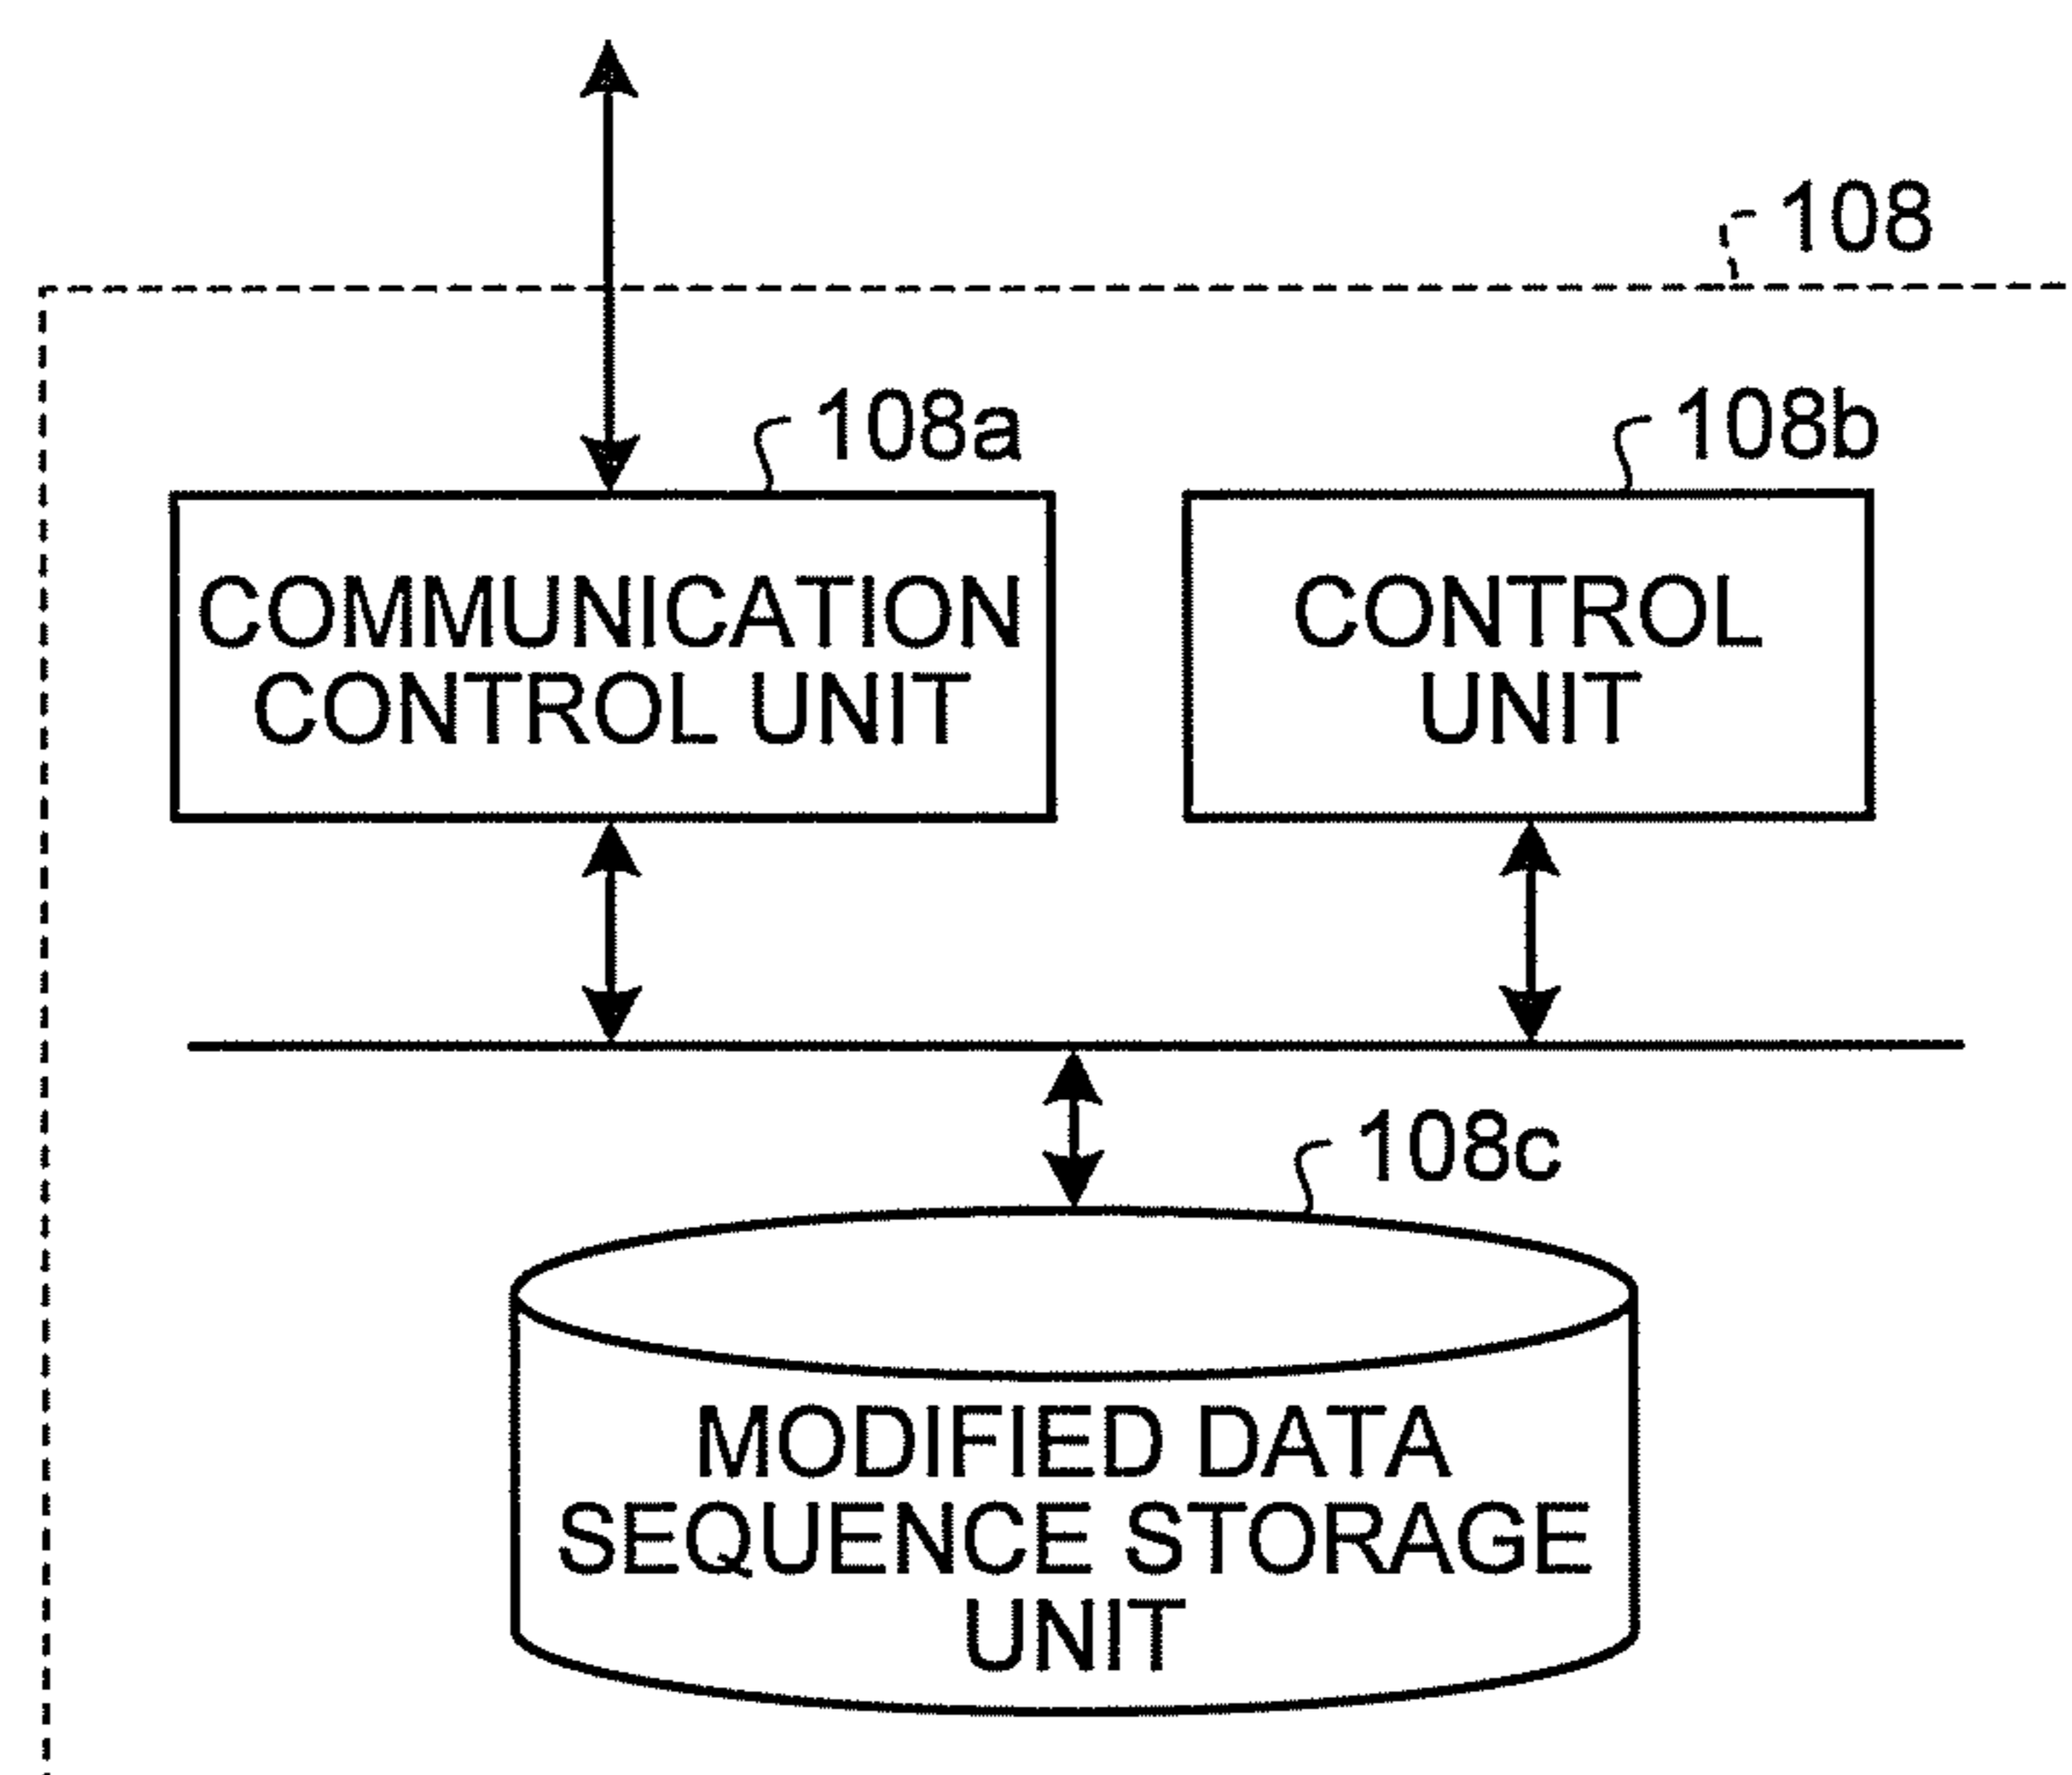 108
108a
108b
COMMUNICATION
CONTROL UNIT
CONTROL
UNIT
108c
MODIFIED DATA
SEQUENCE STORAGE
UNIT